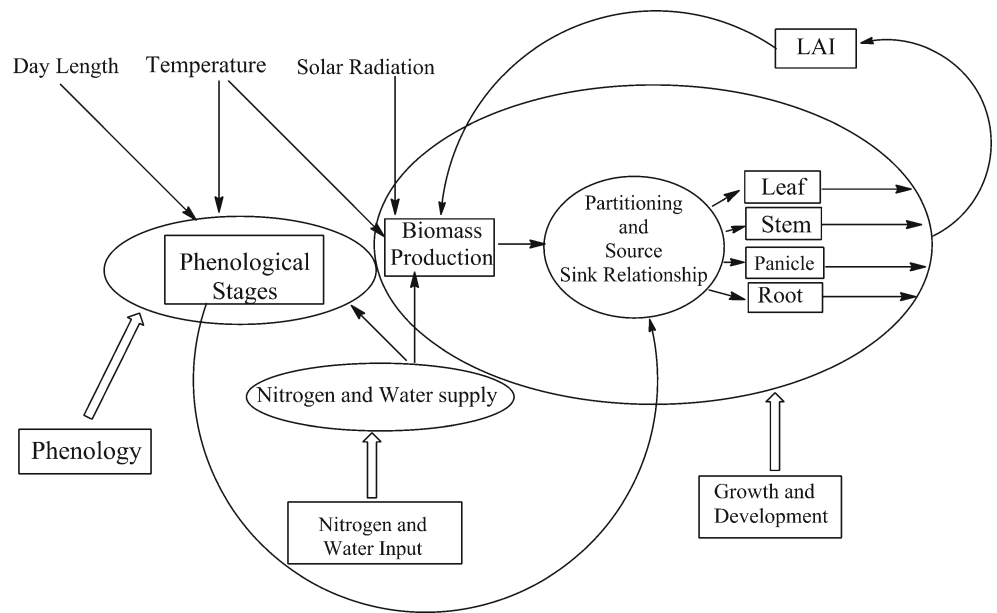 LAI
Day Length
Temperature
Solar Radiation
Biomass
Production
Partitioning
and
Source
Sink Relationship
Leaf
Stem
Panicle
Root
Phenological
Stages
Nitrogen and Water supply
Phenology
Nitrogen and
Water Input
Growth and
Development